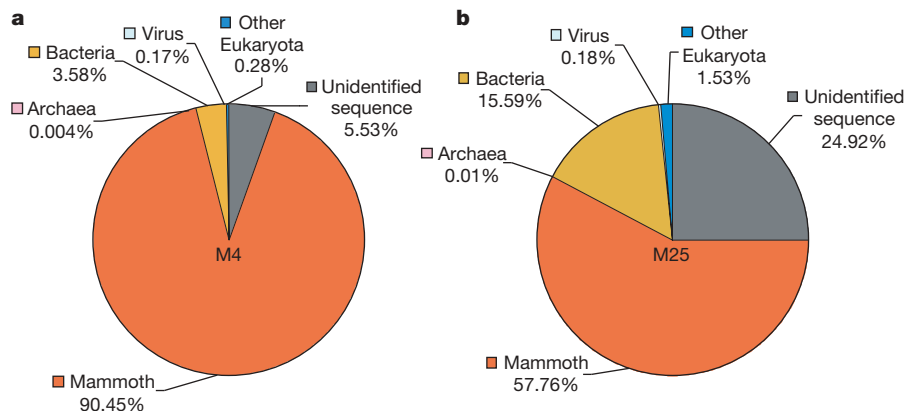 a
Virus
0.17%
Other
Eukaryota
0.28%
Bacteria
3.58%
Unidentified
sequence
5.53%
Archaea
0.004%
M4
Mammoth
90.45%
b
Virus
0.18%
Other
Eukaryota
1.53%
Bacteria
15.59%
Unidentified
sequence
24.92%
Archaea
0.01%
M25
Mammoth
57.76%